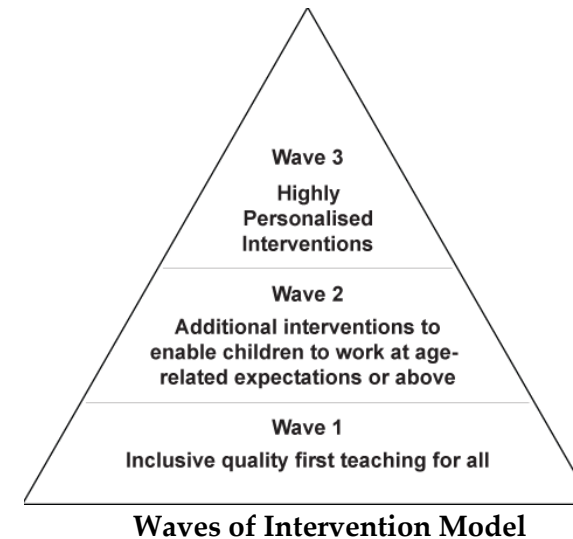 Wave 3
Highly
Personalised
Interventions
Wave 2
Additional interventions to
enable children to work at age-
related expectations or above
Wave 1
Inclusive quality first teaching for all
Waves of Intervention Model